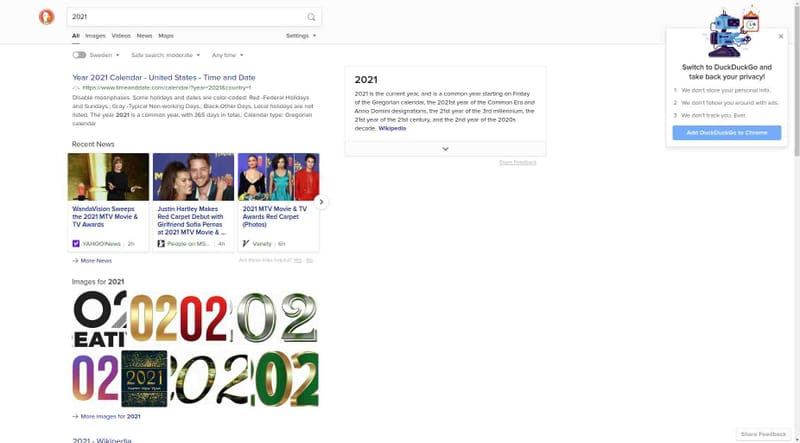 2021
All Images Videos News Maps Settings
Sweden Safe search: moderate Any time
Year 2021 Calendar - United States - Time and Date
https://www.timeanddate.com/calendar/?year=2021&country=1
Disable moonphases. Some holidays and dates are color-coded: Red -Federal Holidays
and Sundays.; Gray -Typical Non-working Days.; Black-Other Days. Local holidays are not
listed. The year 2021 is a common year, with 365 days in total.; Calendar type: Gregorian
calendar
Recent News
WandaVision Sweeps
the 2021 MTV Movie &
TV Awards
YAHOO!News | 2h
Justin Hartley Makes
Red Carpet Debut with
Girlfriend Sofia Pernas
at 2021 MTV Movie & ...
People on MS... | 4h
2021 MTV Movie & TV
Awards Red Carpet
(Photos)
Variety | 6h
More News
Are these links helpful? Yes No
Images for 2021
02
EATI
02 02
2021
02
2021
HAPPY NEW YEAR
2021
02
More Images for 2021
2021 - Wikipedia
2021
2021 is the current year, and is a common year starting on Friday
of the Gregorian calendar, the 2021st year of the Common Era and
Anno Domini designations, the 21st year of the 3rd millennium, the
21st year of the 21st century, and the 2nd year of the 2020s
decade. Wikipedia
Share Feedback
Switch to DuckDuckGo and
take back your privacy!
1 We don't store your personal info.
2 We don't follow you around with ads.
3 We don't track you. Ever.
Add DuckDuckGo to Chrome
Share Feedback